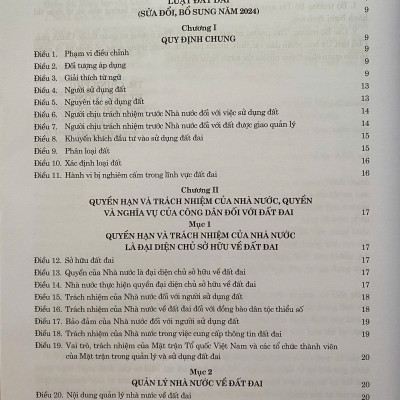 LUẬT ĐẤT ĐAI
(SỬA ĐỔI, BỔ SUNG NĂM 2024) 9
Chương I
QUY ĐỊNH CHUNG 9
Điều 1. Phạm vi điều chỉnh 9
Điều 2. Đối tượng áp dụng 9
Điều 3. Giải thích từ ngữ 9
Điều 4. Người sử dụng đất 13
Điều 5. Nguyên tắc sử dụng đất 13
Điều 6. Người chịu trách nhiệm trước Nhà nước đối với việc sử dụng đất 14
Điều 7. Người chịu trách nhiệm trước Nhà nước đối với đất được giao quản lý 14
Điều 8. Khuyến khích đầu tư vào sử dụng đất đai 15
Điều 9. Phân loại đất 15
Điều 10. Xác định loại đất 16
Điều 11. Hành vi bị nghiêm cấm trong lĩnh vực đất đai 16
Chương II
QUYỀN HẠN VÀ TRÁCH NHIỆM CỦA NHÀ NƯỚC, QUYỀN
VÀ NGHĨA VỤ CỦA CÔNG DÂN ĐỐI VỚI ĐẤT ĐAI 17
Mục 1
QUYỀN HẠN VÀ TRÁCH NHIỆM CỦA NHÀ NƯỚC
LÀ ĐẠI DIỆN CHỦ SỞ HỮU VỀ ĐẤT ĐAI 17
Điều 12. Sở hữu đất đai 17
Điều 13. Quyền của Nhà nước là đại diện chủ sở hữu về đất đai 17
Điều 14. Nhà nước thực hiện quyền đại diện chủ sở hữu về đất đai 17
Điều 15. Trách nhiệm của Nhà nước đối với người sử dụng đất 18
Điều 16. Trách nhiệm của Nhà nước về đất đai đối với đồng bào dân tộc thiểu số 18
Điều 17. Bảo đảm của Nhà nước đối với người sử dụng đất 19
Điều 18. Trách nhiệm của Nhà nước trong việc cung cấp thông tin đất đai 19
Điều 19. Vai trò, trách nhiệm của Mặt trận Tổ quốc Việt Nam và các tổ chức thành viên
của Mặt trận trong quản lý và sử dụng đất đai 20
Mục 2
QUẢN LÝ NHÀ NƯỚC VỀ ĐẤT ĐAI 20
Điều 20. Nội dung quản lý nhà nước về đất đai 20